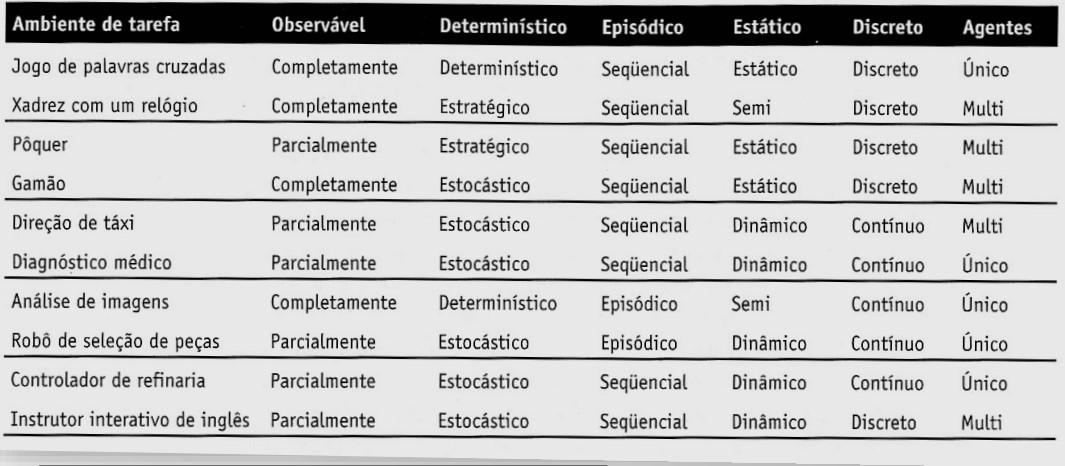 Ambiente de tarefa Observável Determinístico Episódico Estático Discreto Agentes
Jogo de palavras cruzadas Completamente Determinístico Seqüencial Estático Discreto Único
Xadrez com um relógio Completamente Estratégico Seqüencial Semi Discreto Multi
Pôquer Parcialmente Estratégico Seqüencial Estático Discreto Multi
Gamão Completamente Estocástico Seqüencial Estático Discreto Multi
Direção de táxi Parcialmente Estocástico Seqüencial Dinâmico Contínuo Multi
Diagnóstico médico Parcialmente Estocástico Seqüencial Dinâmico Contínuo Único
Análise de imagens Completamente Determinístico Episódico Semi Contínuo Único
Robô de seleção de peças Parcialmente Estocástico Episódico Dinâmico Contínuo Único
Controlador de refinaria Parcialmente Estocástico Seqüencial Dinâmico Contínuo Único
Instrutor interativo de inglês Parcialmente Estocástico Seqüencial Dinâmico Discreto Multi